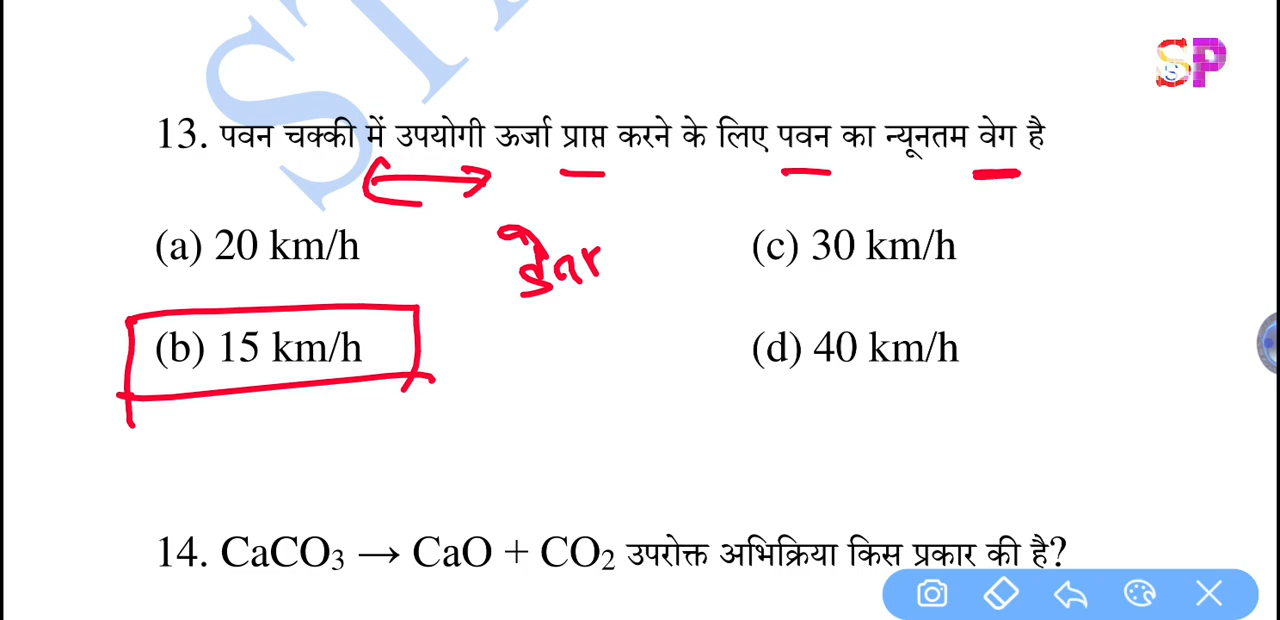 SP
S
13. पवन चक्की में उपयोगी ऊर्जा प्राप्त करने के लिए पवन का न्यूनतम वेग है
(a) 20 km/h
(c) 30 km/h
(b) 15 km/h
(d) 40 km/h
14. CaCO₃ → CaO + CO₂ उपरोक्त अभिक्रिया किस प्रकार की है?